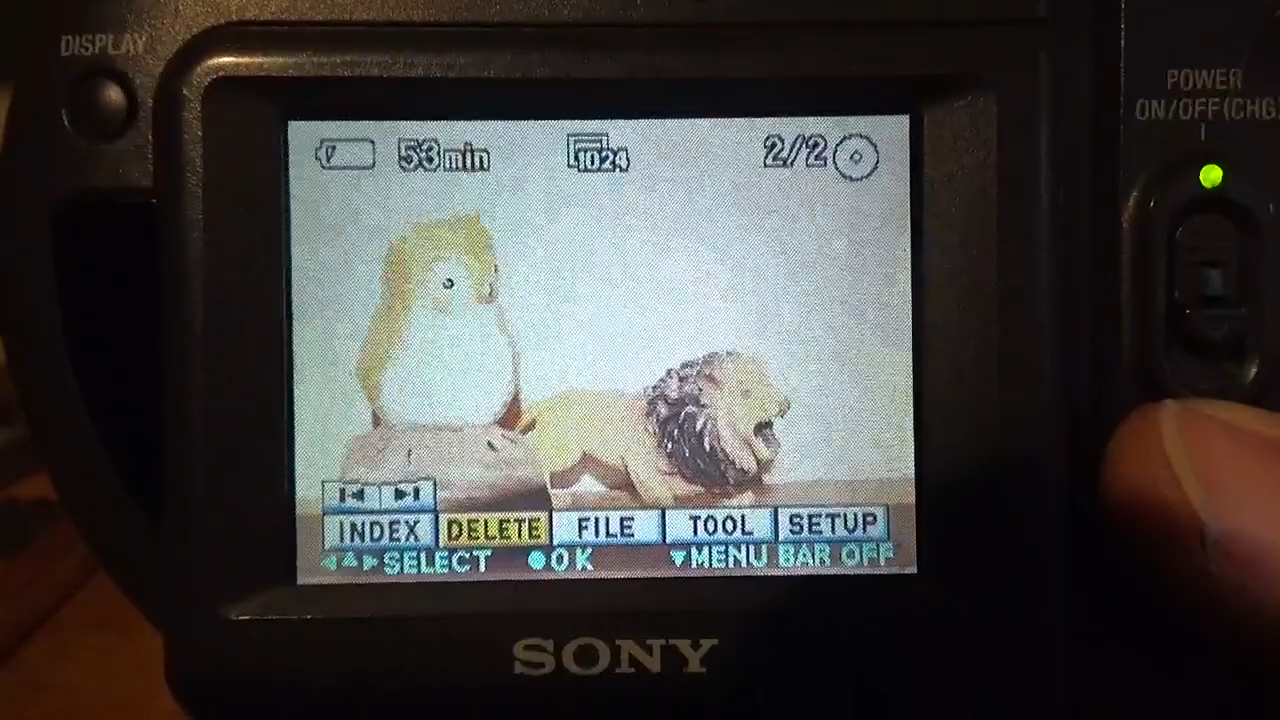 DISPLAY
POWER
ON/OFF(CHG
53min
1024
2/2
INDEX DELETE FILE TOOL SETUP
SELECT OK MENU BAR OFF
SONY